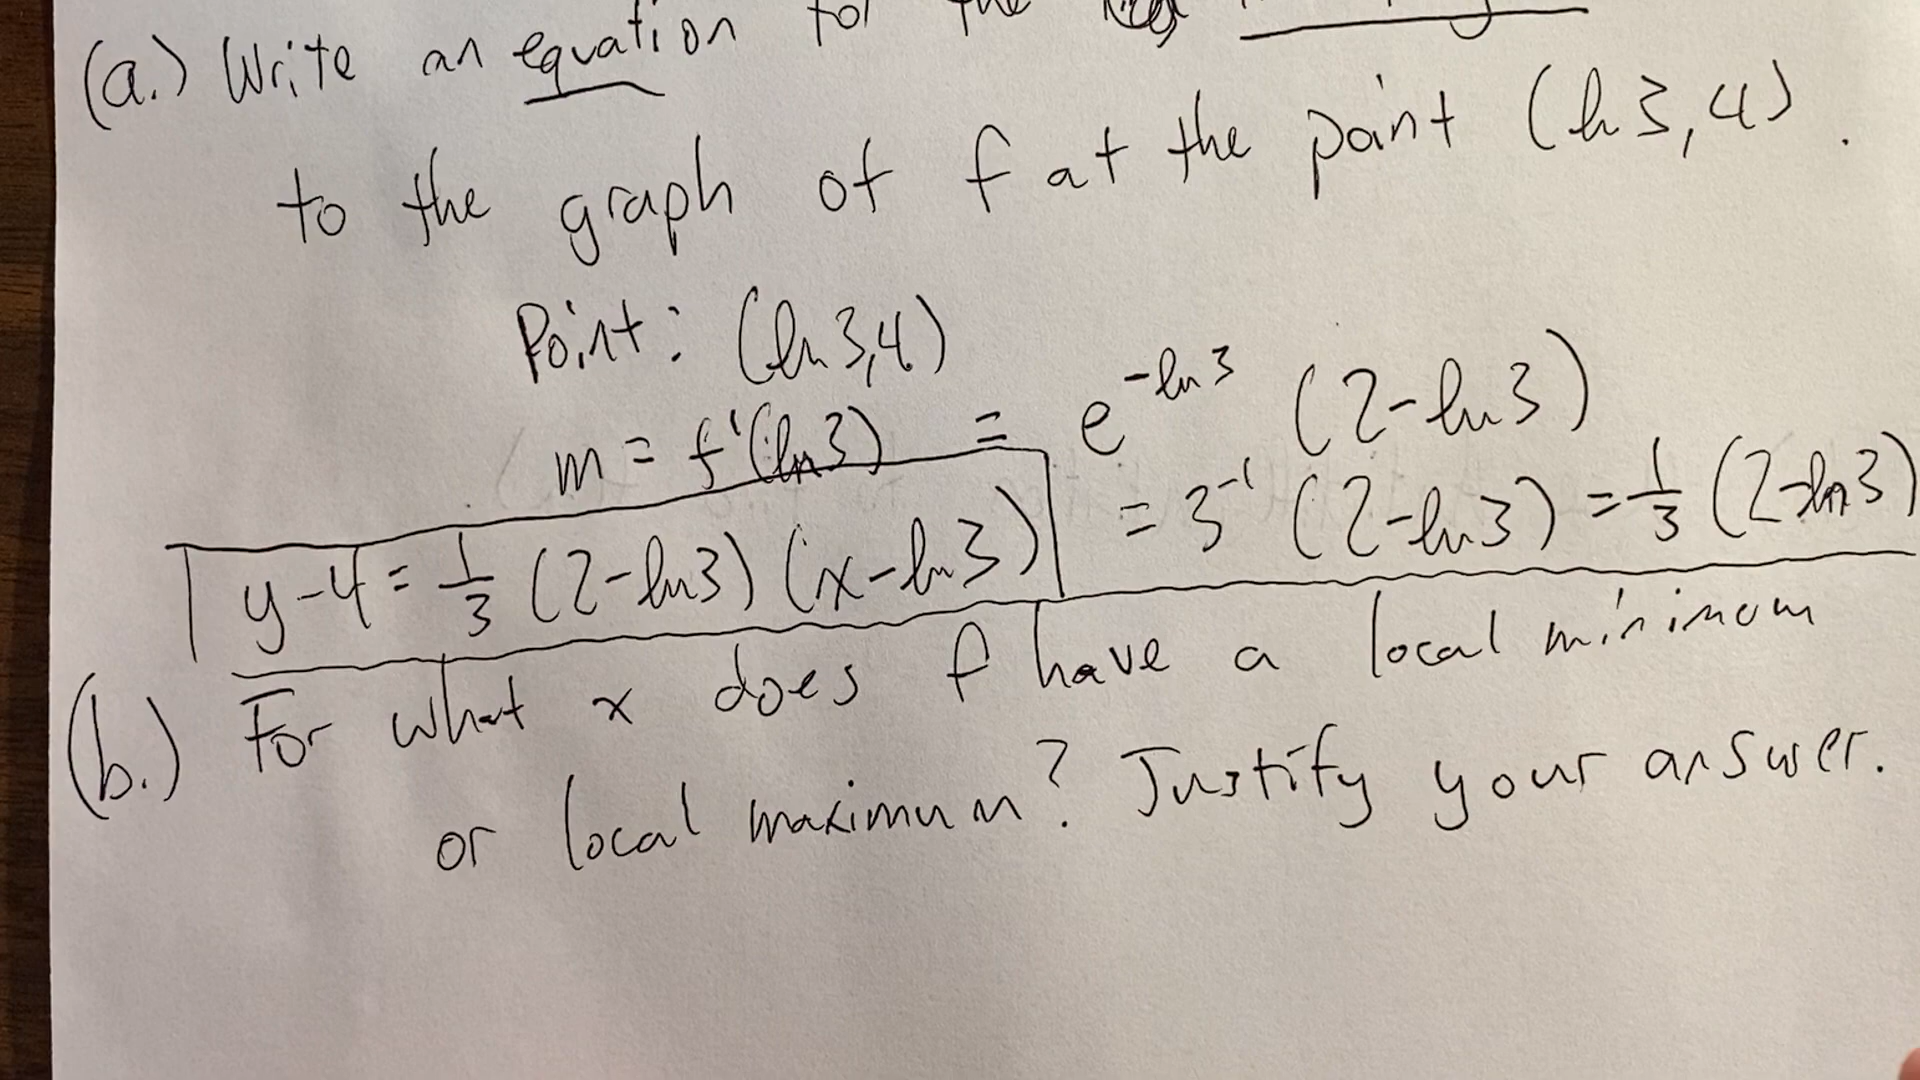 (a.) Write an equation for the
to the graph of f at the point (ln 3, 4).
Point: (ln 3, 4)
m = f'(ln 3) = e^{-ln 3} (2-ln 3)
= 3^{-1} (2-ln 3) = 1/3 (2-ln 3)
y-4 = 1/3 (2-ln 3) (x-ln 3)
(b.) For what x does f have a local minimum
or local maximum? Justify your answer.